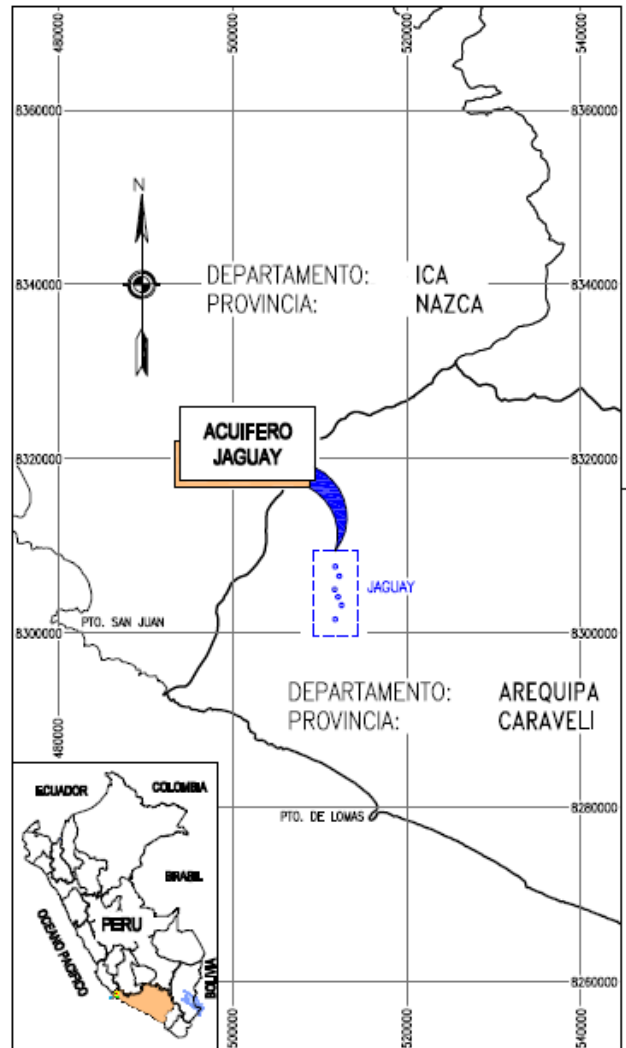 480000
500000
520000
540000
8360000
N
8340000
8340000
DEPARTAMENTO: ICA
PROVINCIA: NAZCA
ACUIFERO
JAGUAY
8320000
8320000
JAGUAY
PTO. SAN JUAN
8300000
8300000
DEPARTAMENTO: AREQUIPA
PROVINCIA: CARAVELI
480000
PTO. DE LOMAS
8280000
ECUADOR
COLOMBIA
BRASIL
PERU
OCEANO PACIFICO
BOLIVIA
8260000
500000
520000
540000